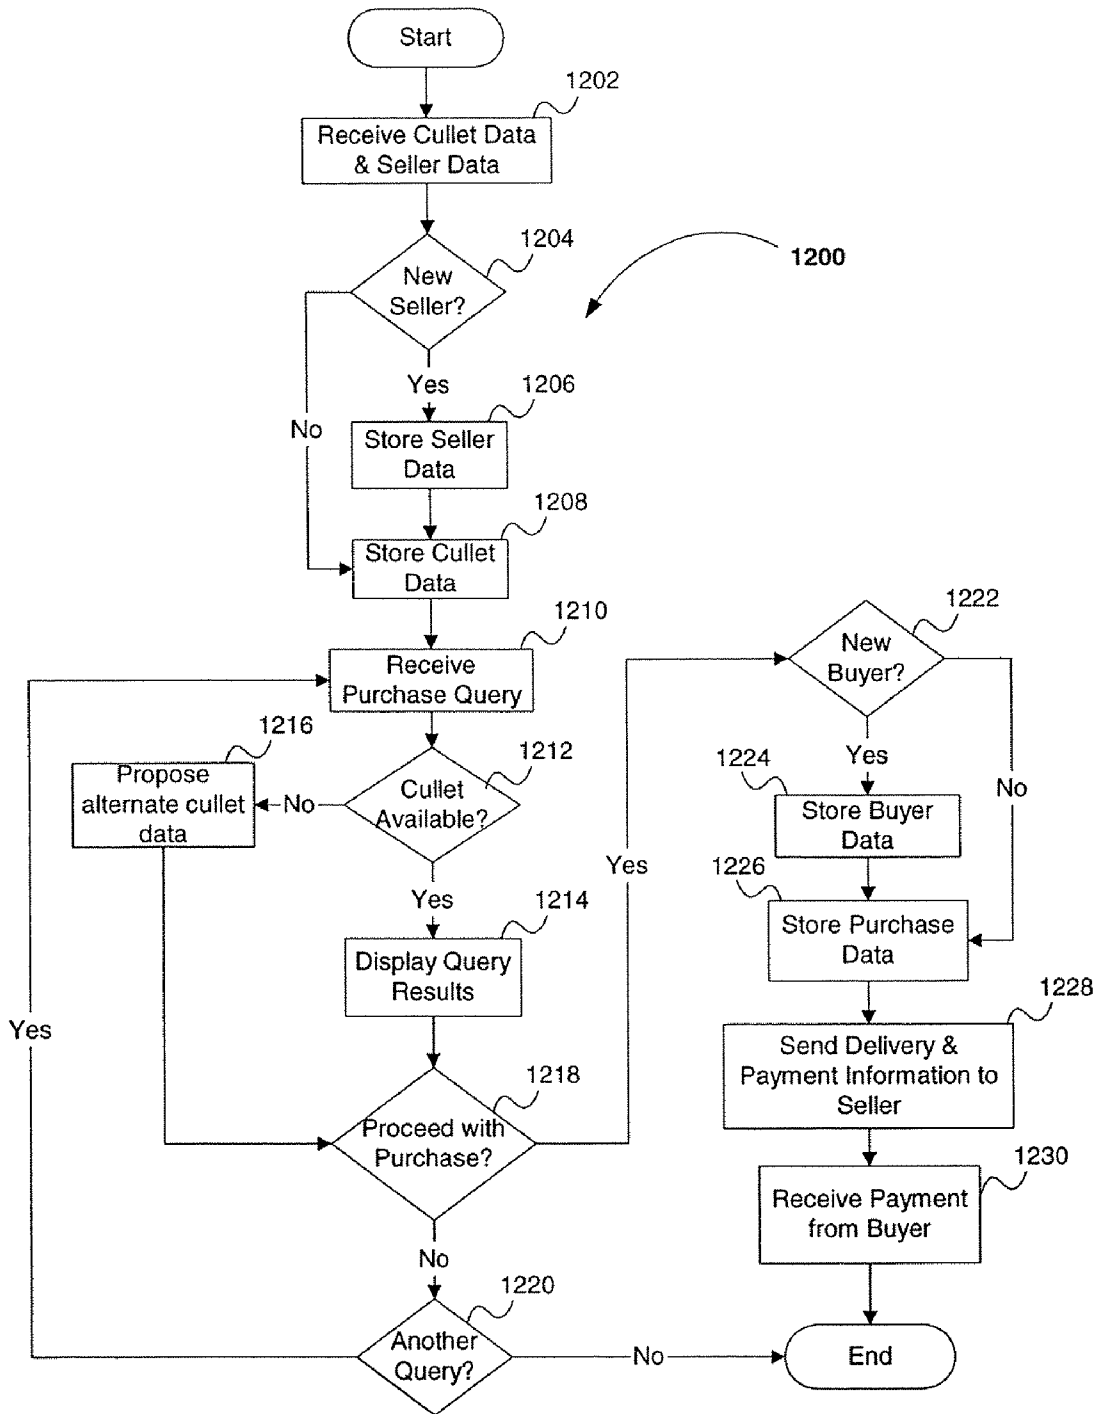 Start
1202
Receive Cullet Data
& Seller Data
1204
New
Seller?
1200
Yes
No
1206
Store Seller
Data
1208
Store Cullet
Data
1210
Receive
Purchase Query
1216
Propose
alternate cullet
data
No
1212
Cullet
Available?
Yes
1214
Display Query
Results
Yes
1218
Proceed with
Purchase?
Yes
No
1220
Another
Query?
No
1222
New
Buyer?
Yes
No
1224
Store Buyer
Data
1226
Store Purchase
Data
1228
Send Delivery &
Payment Information to
Seller
1230
Receive Payment
from Buyer
End